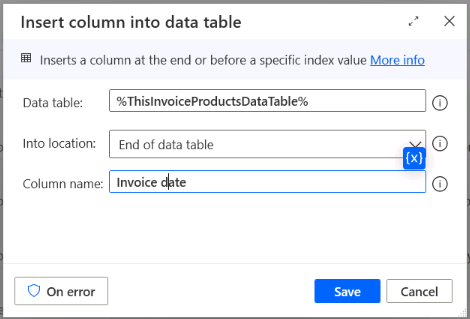 Insert column into data table
Inserts a column at the end or before a specific index value More info
Data table: %ThisInvoiceProductsDataTable%
Into location: End of data table
{x}
Column name: Invoice date
On error Save Cancel